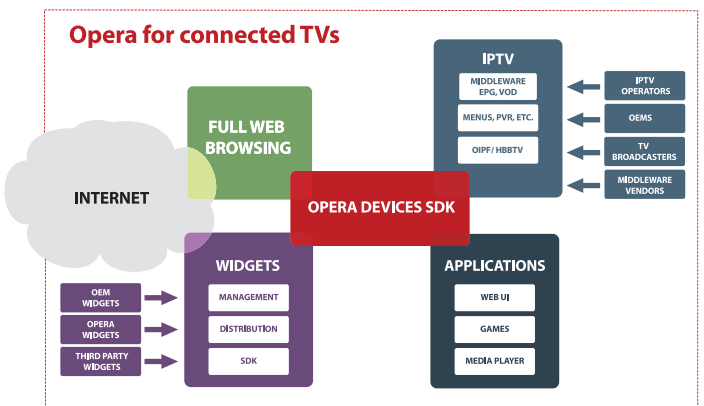 Opera for connected TVs
IPTV
MIDDLEWARE
EPG, VOD
MENUS, PVR, ETC.
OIPF/ HBBTV
IPTV
OPERATORS
OEMS
TV
BROADCASTERS
MIDDLEWARE
VENDORS
FULL WEB
BROWSING
INTERNET
OPERA DEVICES SDK
WIDGETS
MANAGEMENT
DISTRIBUTION
SDK
OEM
WIDGETS
OPERA
WIDGETS
THIRD PARTY
WIDGETS
APPLICATIONS
WEB UI
GAMES
MEDIA PLAYER